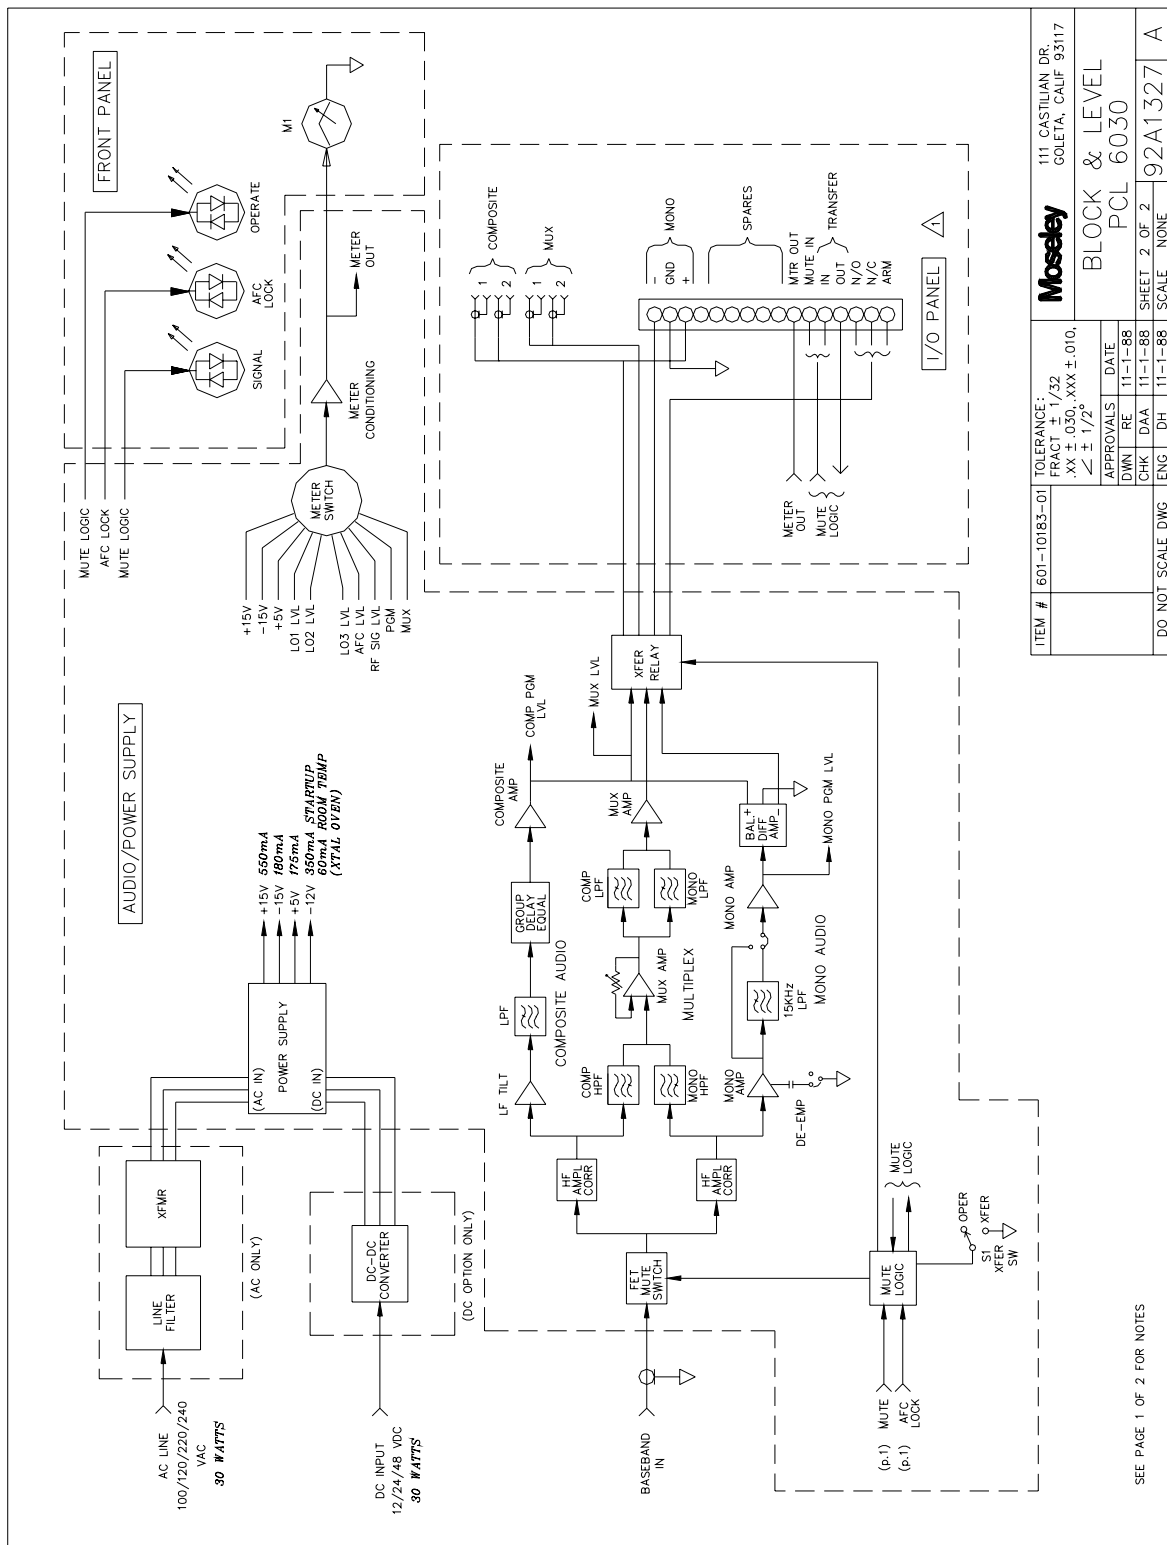 AUDIO/POWER SUPPLY
FRONT PANEL
AC LINE
100/120/220/240
VAC
30 WATTS
LINE
FILTER
XFMR
(AC ONLY)
DC INPUT
12/24/48 VDC
30 WATTS
DC-DC
CONVERTER
(DC OPTION ONLY)
(AC IN)
POWER SUPPLY
(DC IN)
+15V 550mA
-15V 180mA
+5V 175mA
-12V 350mA STARTUP
60mA ROOM TEMP
(XTAL OVEN)
MUTE LOGIC
AFC LOCK
MUTE LOGIC
SIGNAL
AFC
LOCK
OPERATE
+15V
-15V
+5V
LO1 LVL
LO2 LVL
LO3 LVL
AFC LVL
RF SIG LVL
PGM
MUX
METER
SWITCH
METER
CONDITIONING
METER
OUT
M1
BASEBAND
IN
FET
MUTE
SWITCH
HF
AMPL
CORR
HF
AMPL
CORR
LF TILT
LPF
GROUP
DELAY
EQUAL
COMPOSITE
AMP
COMP PGM
LVL
COMPOSITE AUDIO
COMP
HPF
MONO
HPF
MUX AMP
MULTIPLEX
COMP
LPF
MONO
LPF
MUX
AMP
MUX LVL
MONO
AMP
DE-EMP
15KHz
LPF
MONO AUDIO
MONO AMP
BAL.+
DIFF
AMP_
MONO PGM LVL
XFER
RELAY
(p.1) MUTE
(p.1) AFC
LOCK
MUTE
LOGIC
MUTE
LOGIC
OPER
XFER
S1
XFER
SW
COMPOSITE
1
2
MUX
1
2
-
GND
+
MONO
SPARES
MTR OUT
MUTE IN
IN
OUT
TRANSFER
N/O
N/C
ARM
METER
OUT
MUTE
LOGIC
I/O PANEL
1
SEE PAGE 1 OF 2 FOR NOTES
ITEM # 601-10183-01
TOLERANCE:
FRACT ± 1/32
.XX ± .030, .XXX ± .010,
∠ ± 1/2°
APPROVALS DATE
DWN RE 11-1-88
CHK DAA 11-1-88
ENG DH 11-1-88
DO NOT SCALE DWG
Moseley
111 CASTILIAN DR.
GOLETA, CALIF 93117
BLOCK & LEVEL
PCL 6030
SHEET 2 OF 2
SCALE NONE
92A1327 A